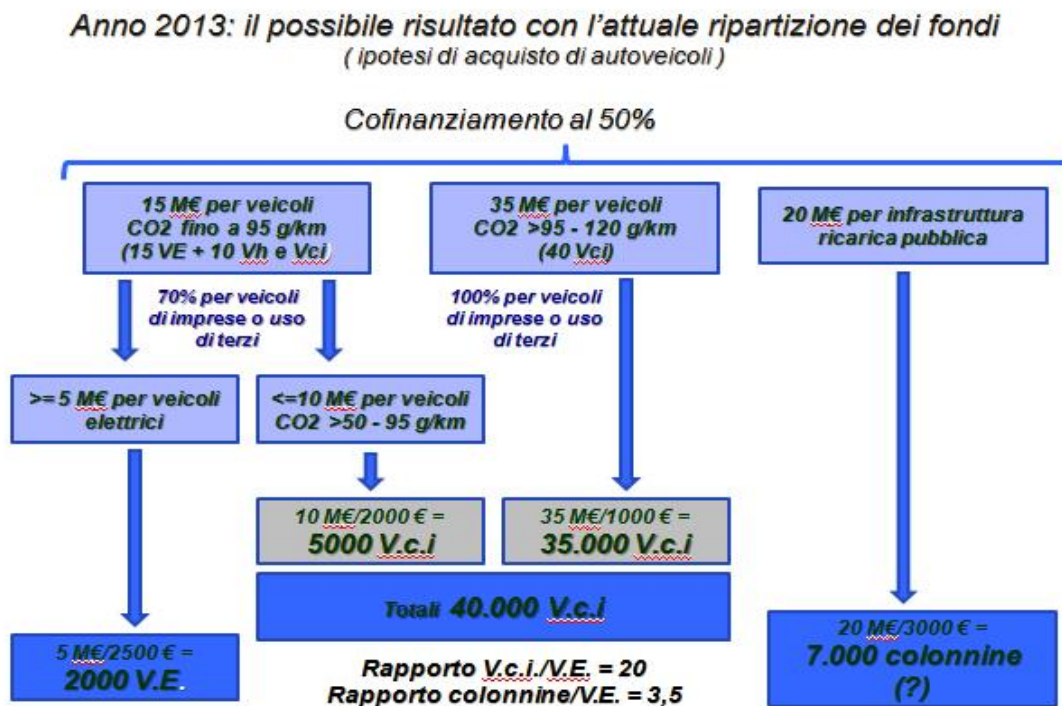 Anno 2013: il possibile risultato con l'attuale ripartizione dei fondi
( ipotesi di acquisto di autoveicoli )
Cofinanziamento al 50%
15 M€ per veicoli
CO2 fino a 95 g/km
(15 VE + 10 Vh e Vci)
35 M€ per veicoli
CO2 >95 - 120 g/km
(40 Vci)
20 M€ per infrastruttura
ricarica pubblica
70% per veicoli
di imprese o uso
di terzi
100% per veicoli
di imprese o uso
di terzi
>= 5 M€ per veicoli
elettrici
<=10 M€ per veicoli
CO2 >50 - 95 g/km
10 M€/2000 € =
5000 V.c.i
35 M€/1000 € =
35.000 V.c.i
Totali 40.000 V.c.i
5 M€/2500 € =
2000 V.E.
20 M€/3000 € =
7.000 colonnine
(?)
Rapporto V.c.i./V.E. = 20
Rapporto colonnine/V.E. = 3,5